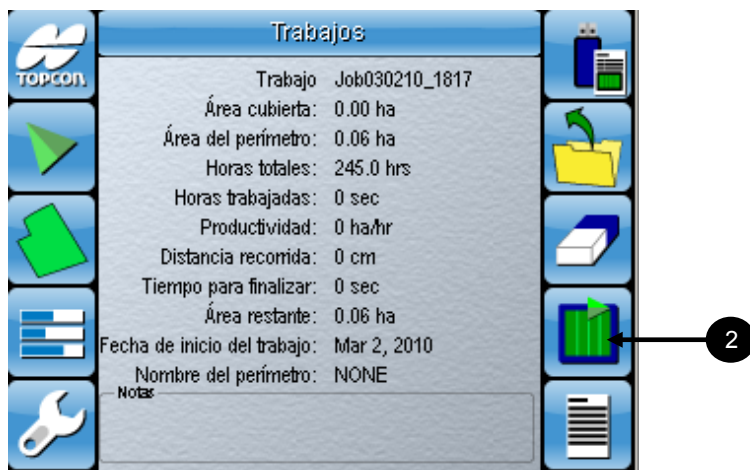 Trabajos
TOPCON
Trabajo Job030210_1817
Área cubierta: 0.00 ha
Área del perímetro: 0.06 ha
Horas totales: 245.0 hrs
Horas trabajadas: 0 sec
Productividad: 0 ha/hr
Distancia recorrida: 0 cm
Tiempo para finalizar: 0 sec
Área restante: 0.06 ha
Fecha de inicio del trabajo: Mar 2, 2010
Nombre del perímetro: NONE
Notas
2